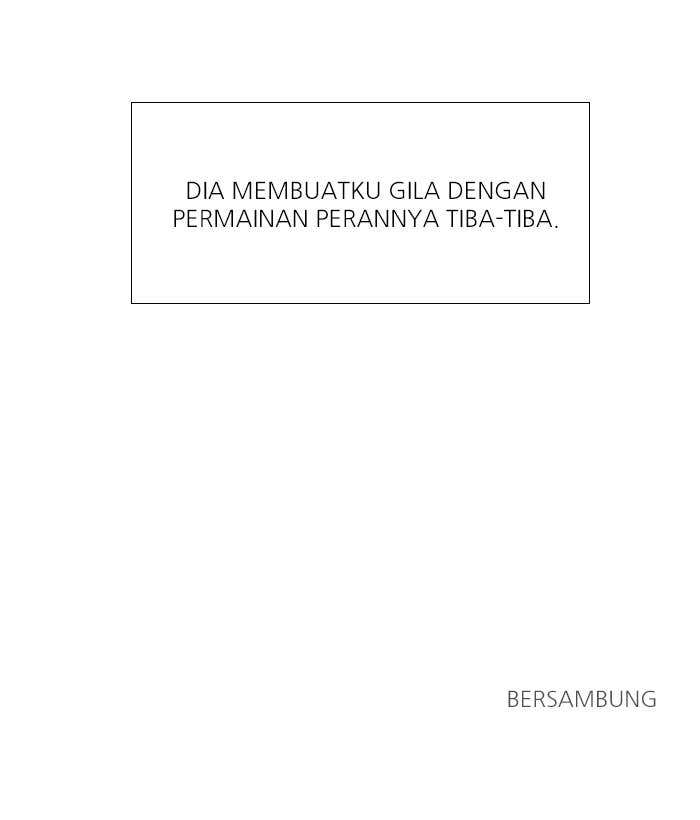 DIA MEMBUATKU GILA DENGAN
PERMAINAN PERANNYA TIBA-TIBA.
BERSAMBUNG